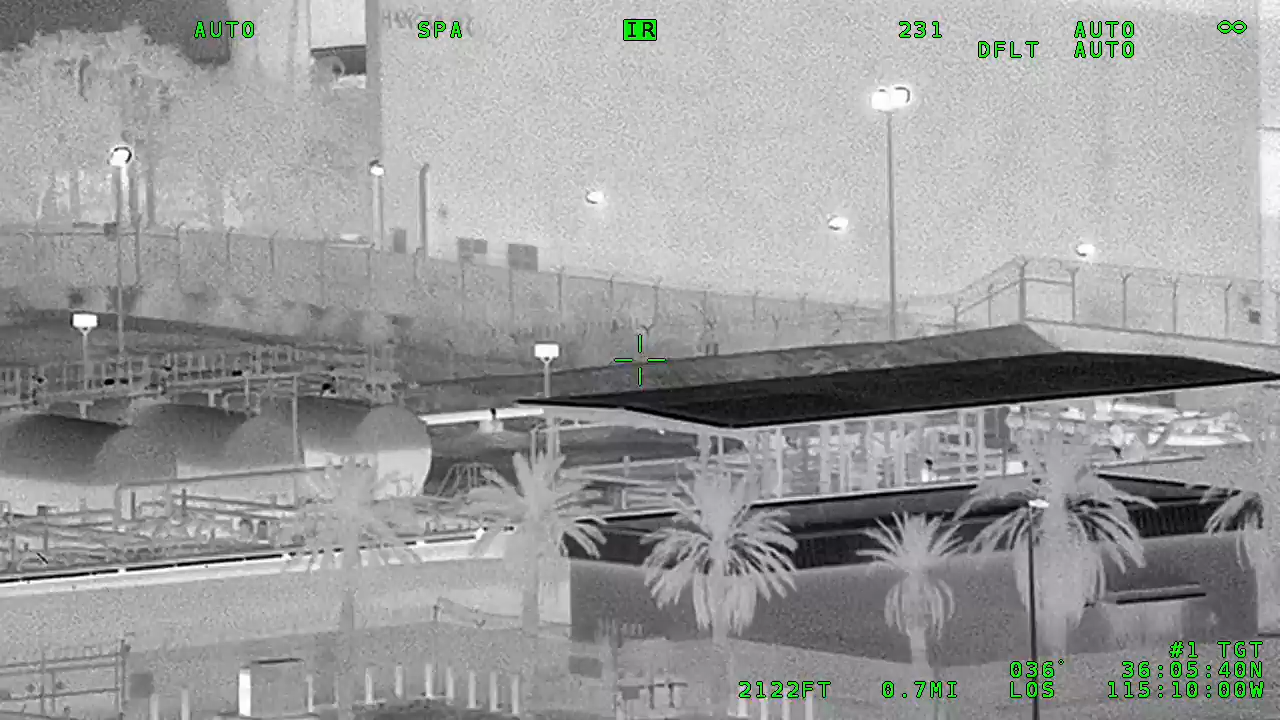 AUTO SPA IR 231 AUTO ∞
DFLT AUTO
#1 TGT
036° 36:05:40N
2122FT 0.7MI LOS 115:10:00W